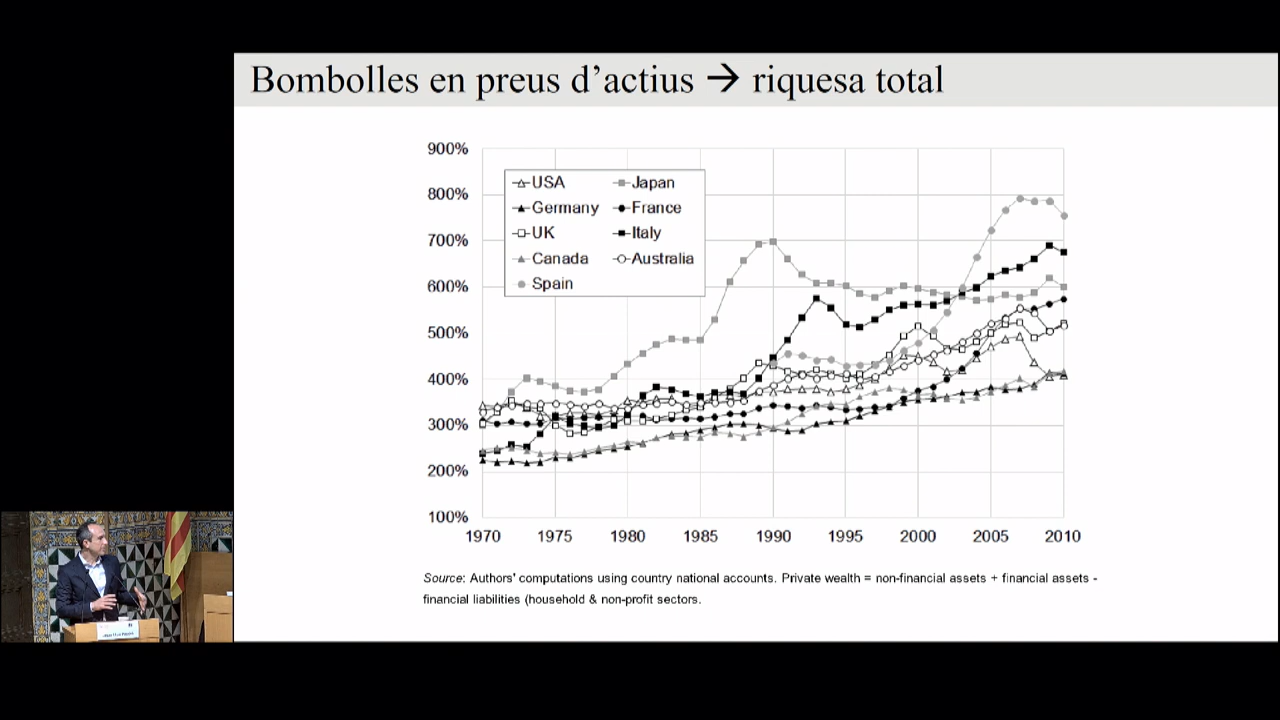 Bombolles en preus d'actius → riquesa total
900%
800%
700%
600%
500%
400%
300%
200%
100%
USA
Japan
Germany
France
UK
Italy
Canada
Australia
Spain
1970 1975 1980 1985 1990 1995 2000 2005 2010
Source: Authors' computations using country national accounts. Private wealth = non-financial assets + financial assets -
financial liabilities (household & non-profit sectors.